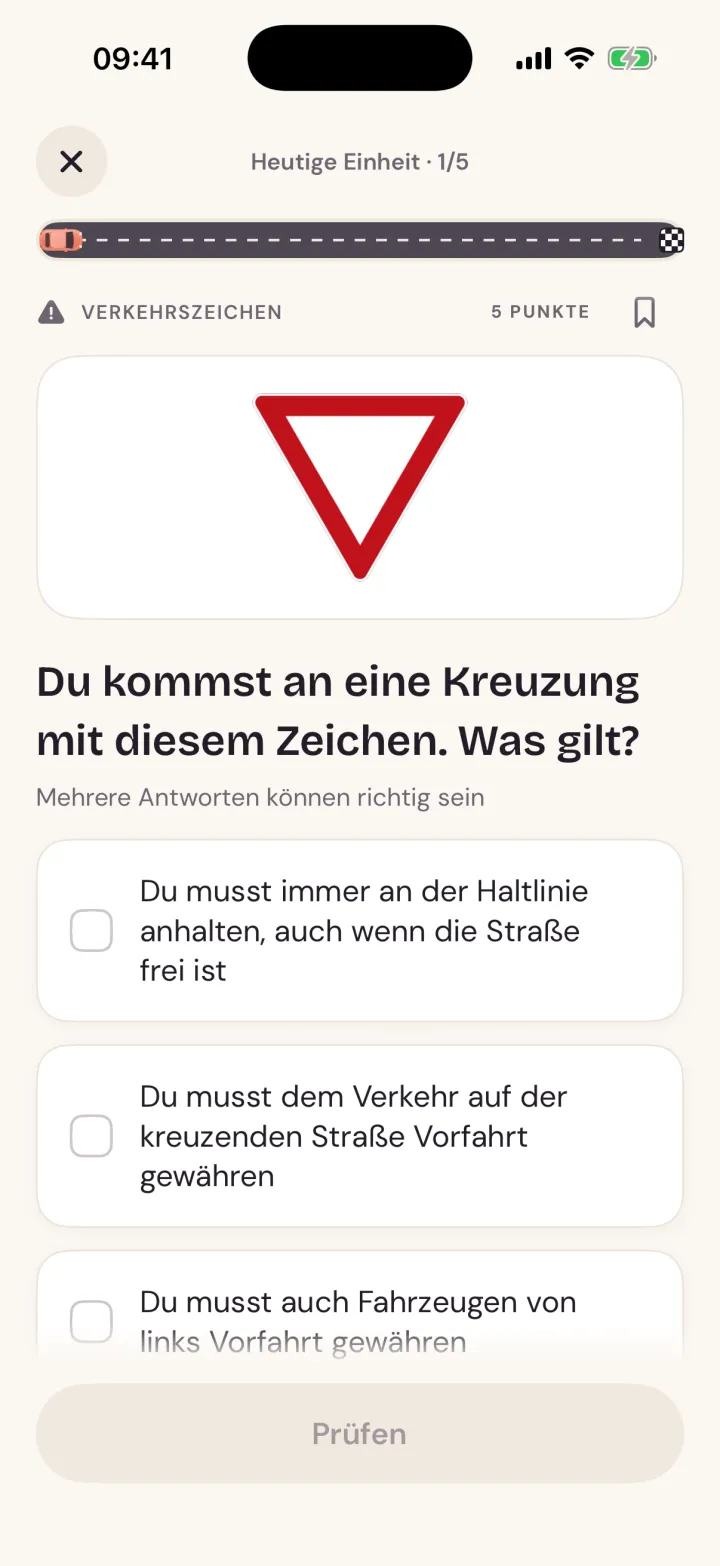 09:41
Heutige Einheit · 1/5
VERKEHRSZEICHEN
5 PUNKTE
Du kommst an eine Kreuzung
mit diesem Zeichen. Was gilt?
Mehrere Antworten können richtig sein
Du musst immer an der Haltlinie
anhalten, auch wenn die Straße
frei ist
Du musst dem Verkehr auf der
kreuzenden Straße Vorfahrt
gewähren
Du musst auch Fahrzeugen von
links Vorfahrt gewähren
Prüfen